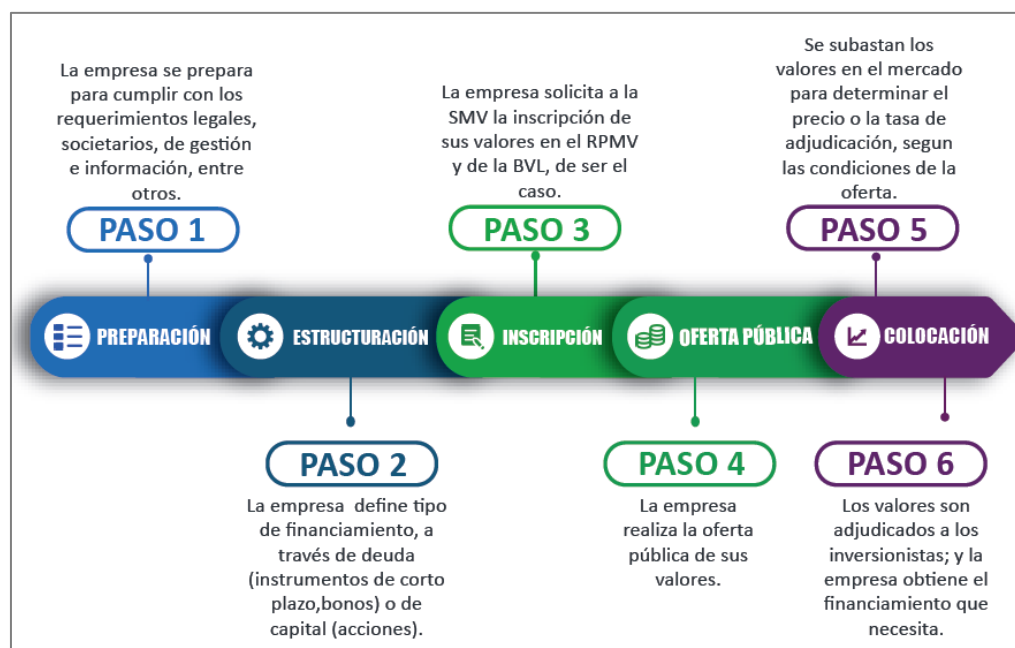 La empresa se prepara
para cumplir con los
requerimientos legales,
societarios, de gestión
e información, entre
otros.
PASO 1
La empresa solicita a la
SMV la inscripción de
sus valores en el RPMV
y de la BVL, de ser el
caso.
PASO 3
Se subastan los
valores en el mercado
para determinar el
precio o la tasa de
adjudicación, segun
las condiciones de la
oferta.
PASO 5
PREPARACIÓN
ESTRUCTURACIÓN
INSCRIPCIÓN
OFERTA PÚBLICA
COLOCACIÓN
PASO 2
La empresa define tipo
de financiamiento, a
través de deuda
(instrumentos de corto
plazo,bonos) o de
capital (acciones).
PASO 4
La empresa
realiza la oferta
pública de sus
valores.
PASO 6
Los valores son
adjudicados a los
inversionistas; y la
empresa obtiene el
financiamiento que
necesita.